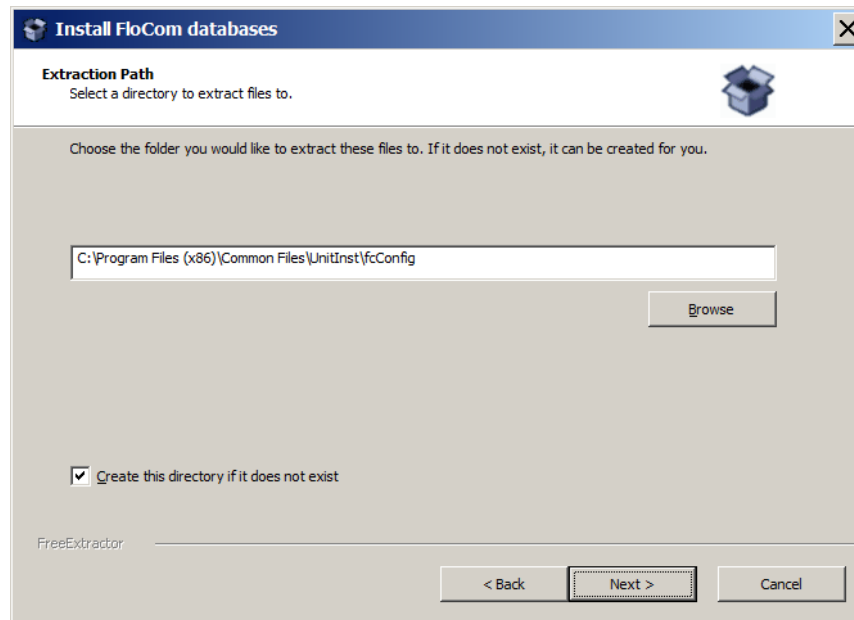 Install FloCom databases
Extraction Path
Select a directory to extract files to.
Choose the folder you would like to extract these files to. If it does not exist, it can be created for you.
C:\Program Files (x86)\Common Files\UnitInst\fcConfig
Browse
Create this directory if it does not exist
FreeExtractor
< Back Next > Cancel